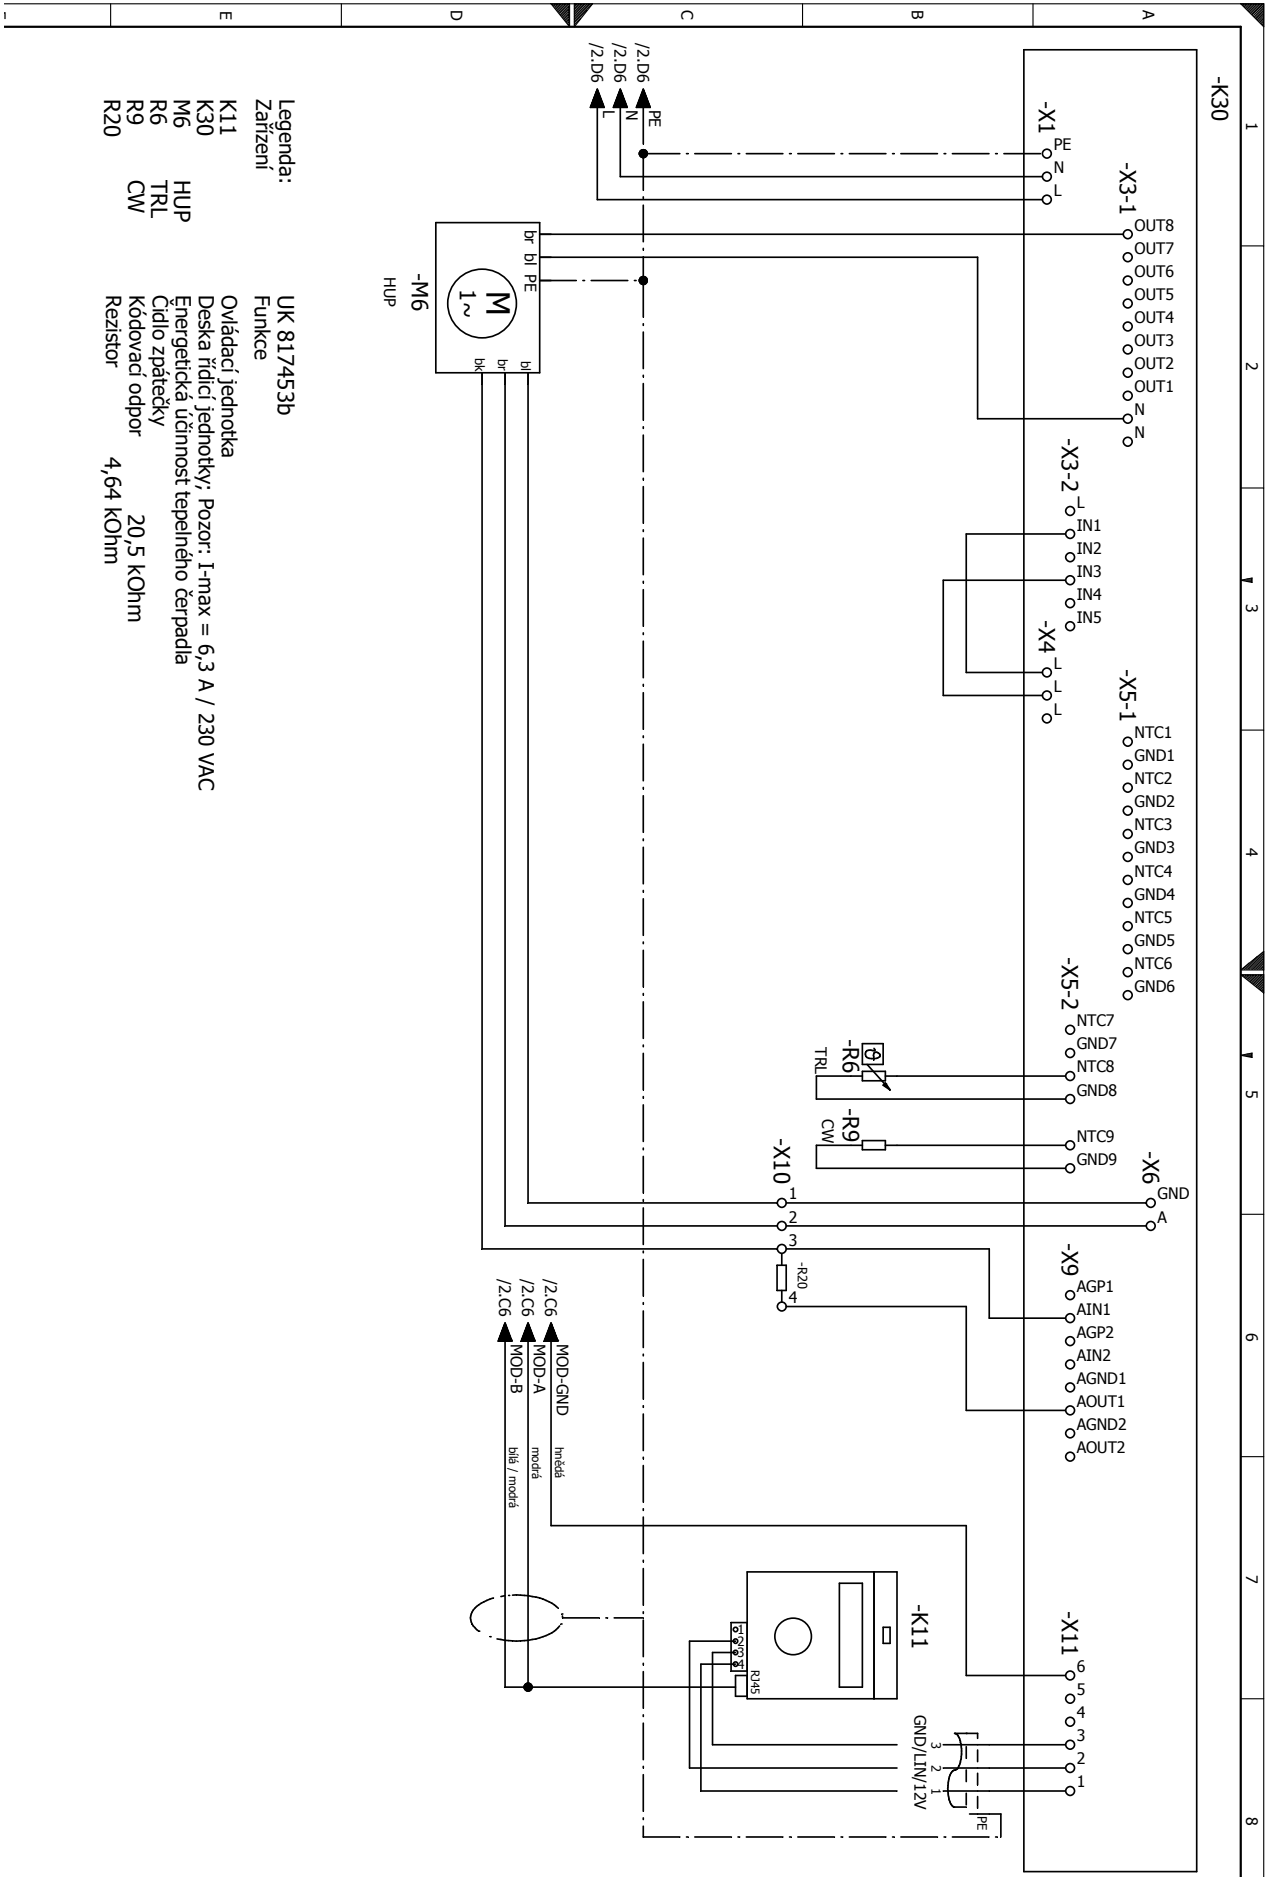 1
2
3
4
5
6
7
8
A
B
C
D
E
-K30
-X1
PE
N
L
-X3-1
OUT8
OUT7
OUT6
OUT5
OUT4
OUT3
OUT2
OUT1
N
N
-X3-2
L
IN1
IN2
IN3
IN4
IN5
-X4
L
L
L
-X5-1
NTC1
GND1
NTC2
GND2
NTC3
GND3
NTC4
GND4
NTC5
GND5
NTC6
GND6
-X5-2
NTC7
GND7
NTC8
GND8
NTC9
GND9
-X6
GND
A
-X9
AGP1
AIN1
AGP2
AIN2
AGND1
AOUT1
AGND2
AOUT2
-X11
6
5
4
3
2
1
/2.D6
PE
/2.D6
N
/2.D6
L
br
bl
PE
M
1~
-M6
HUP
bl
br
bk
ϑ
-R6
TRL
-R9
CW
-X10
1
2
3
4
-R20
/2.C6
MOD-GND
hnědá
/2.C6
MOD-A
modrá
/2.C6
MOD-B
bílá / modrá
-K11
1
2
3
4
RJ45
3
2
1
GND/LIN/12V
PE
Legenda: UK 817453b
Zařízení Funkce
K11 Ovládací jednotka
K30 Deska řídicí jednotky; Pozor: I-max = 6,3 A / 230 VAC
M6 HUP Energetická účinnost tepelného čerpadla
R6 TRL Čidlo zpátečky
R9 CW Kódovací odpor 20,5 kOhm
R20 Rezistor 4,64 kOhm